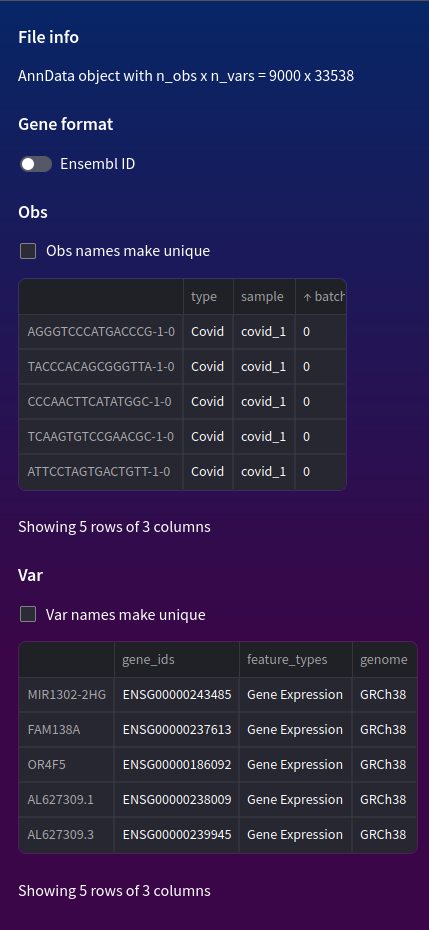 File info
AnnData object with n_obs x n_vars = 9000 x 33538
Gene format
Ensembl ID
Obs
Obs names make unique
type sample ↑ batch
AGGGTCCCATGACCCG-1-0 Covid covid_1 0
TACCCACAGCGGGTTA-1-0 Covid covid_1 0
CCCAACTTCATATGGC-1-0 Covid covid_1 0
TCAAGTGTCCGAACGC-1-0 Covid covid_1 0
ATTCCTAGTGACTGTT-1-0 Covid covid_1 0
Showing 5 rows of 3 columns
Var
Var names make unique
gene_ids feature_types genome
MIR1302-2HG ENSG00000243485 Gene Expression GRCh38
FAM138A ENSG00000237613 Gene Expression GRCh38
OR4F5 ENSG00000186092 Gene Expression GRCh38
AL627309.1 ENSG00000238009 Gene Expression GRCh38
AL627309.3 ENSG00000239945 Gene Expression GRCh38
Showing 5 rows of 3 columns